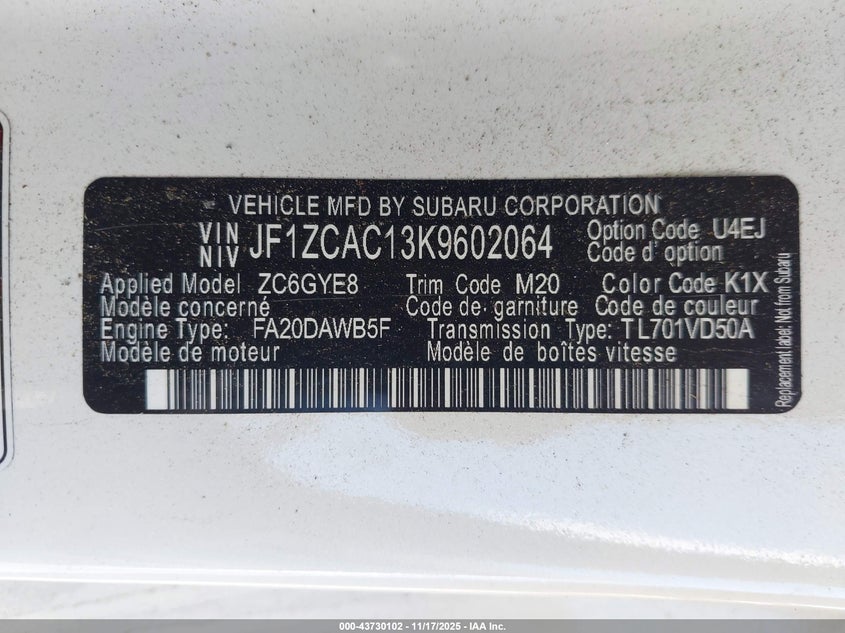 VEHICLE MFD BY SUBARU CORPORATION
VIN NIV JF1ZCAC13K9602064 Option Code U4EJ
Code d' option
Applied Model ZC6GYE8 Trim Code M20 Color Code K1X
Modèle concerné Code de garniture Code de couleur
Engine Type: FA20DAWB5F Transmission Type: TL701VD50A
Modèle de moteur Modèle de boîtes vitesse
Replacement label: Not from Subaru
000-43730102 - 11/17/2025 - IAA Inc.